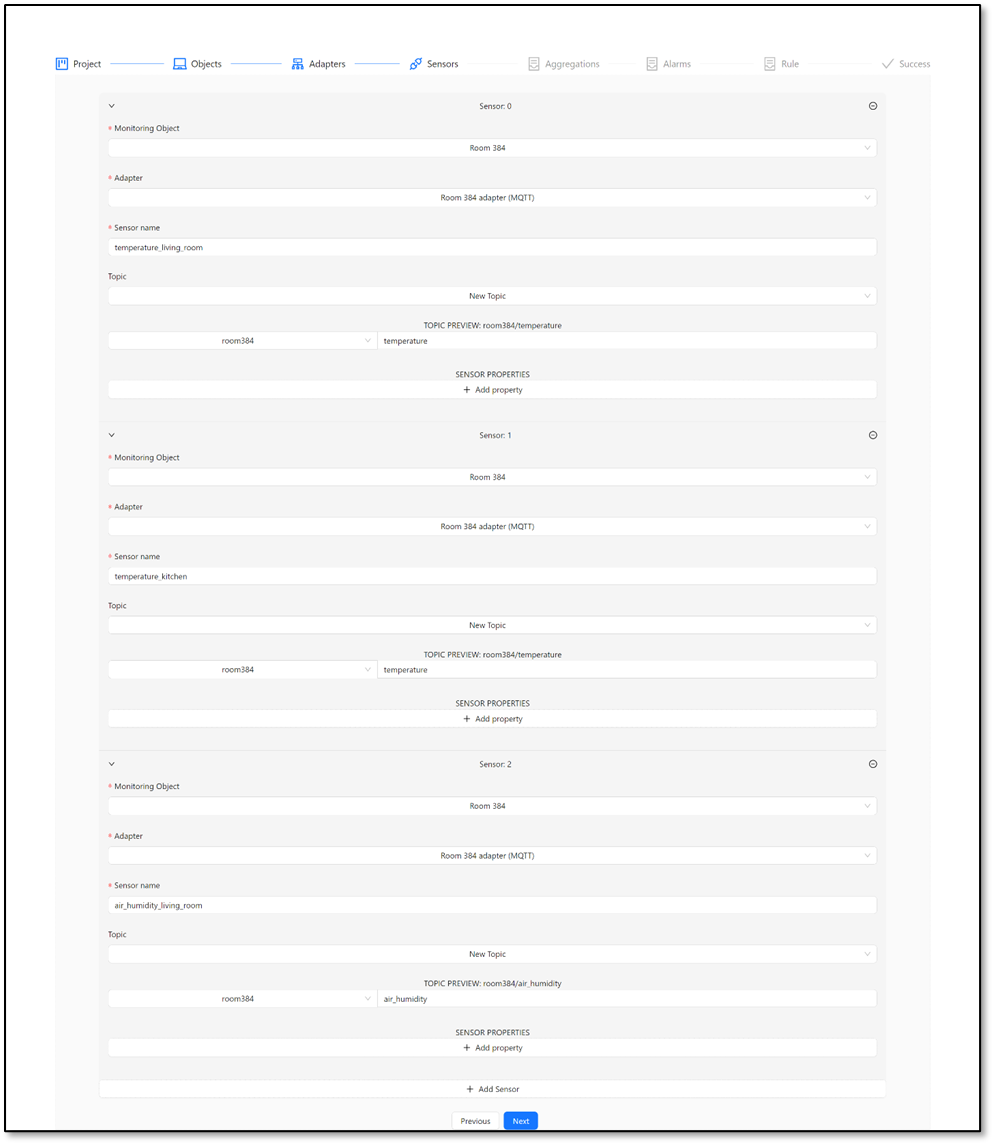 Project Objects Adapters Sensors Aggregations Alarms Rule Success
Sensor: 0
* Monitoring Object
Room 384
* Adapter
Room 384 adapter (MQTT)
* Sensor name
temperature_living_room
Topic
New Topic
TOPIC PREVIEW: room384/temperature
room384 temperature
SENSOR PROPERTIES
+ Add property
Sensor: 1
* Monitoring Object
Room 384
* Adapter
Room 384 adapter (MQTT)
* Sensor name
temperature_kitchen
Topic
New Topic
TOPIC PREVIEW: room384/temperature
room384 temperature
SENSOR PROPERTIES
+ Add property
Sensor: 2
* Monitoring Object
Room 384
* Adapter
Room 384 adapter (MQTT)
* Sensor name
air_humidity_living_room
Topic
New Topic
TOPIC PREVIEW: room384/air_humidity
room384 air_humidity
SENSOR PROPERTIES
+ Add property
+ Add Sensor
Previous Next